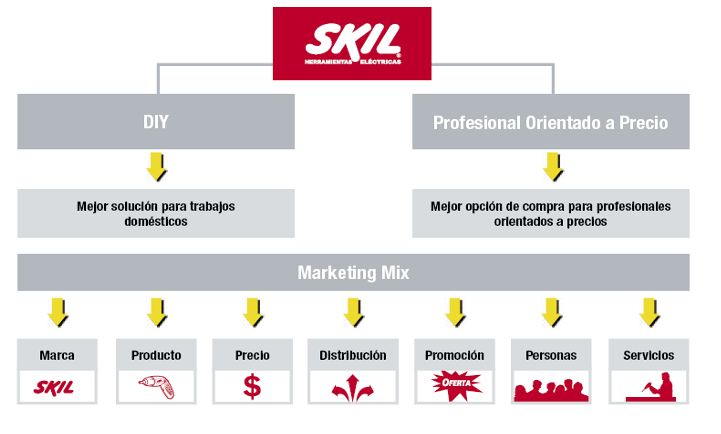 SKIL®
HERRAMIENTAS ELÉCTRICAS
DIY
Profesional Orientado a Precio
Mejor solución para trabajos
domésticos
Mejor opción de compra para profesionales
orientados a precios
Marketing Mix
Marca
Producto
Precio
Distribución
Promoción
Personas
Servicios
SKIL
$
OFERTA